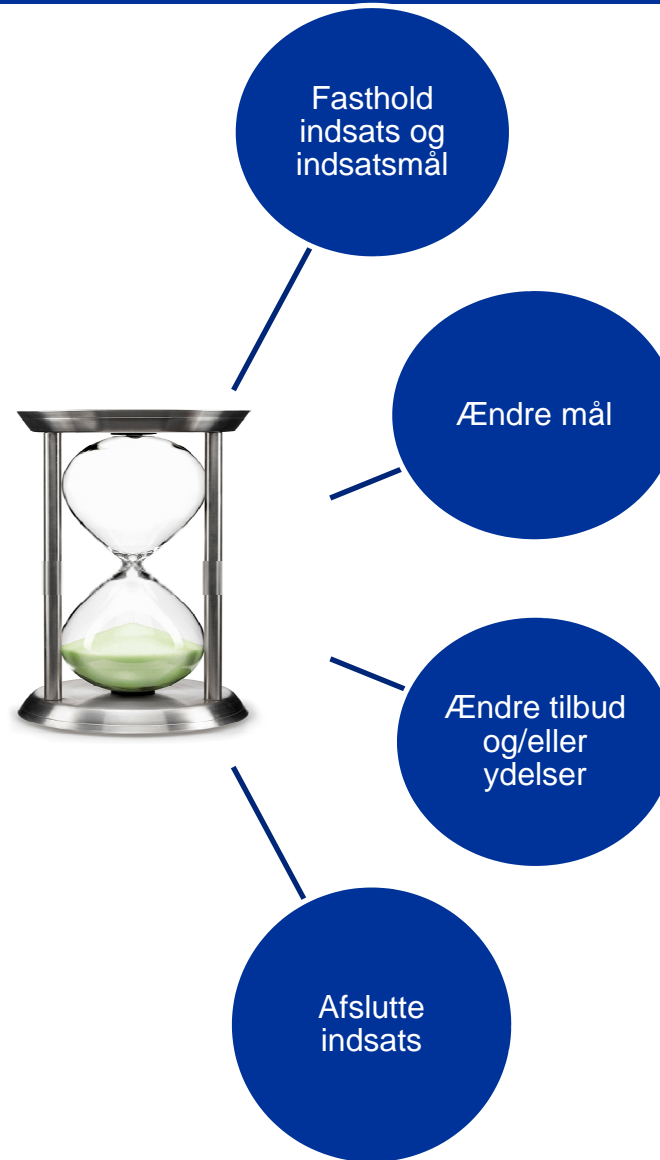 Fasthold
indsats og
indsatsmål
Ændre mål
Ændre tilbud
og/eller
ydelser
Afslutte
indsats